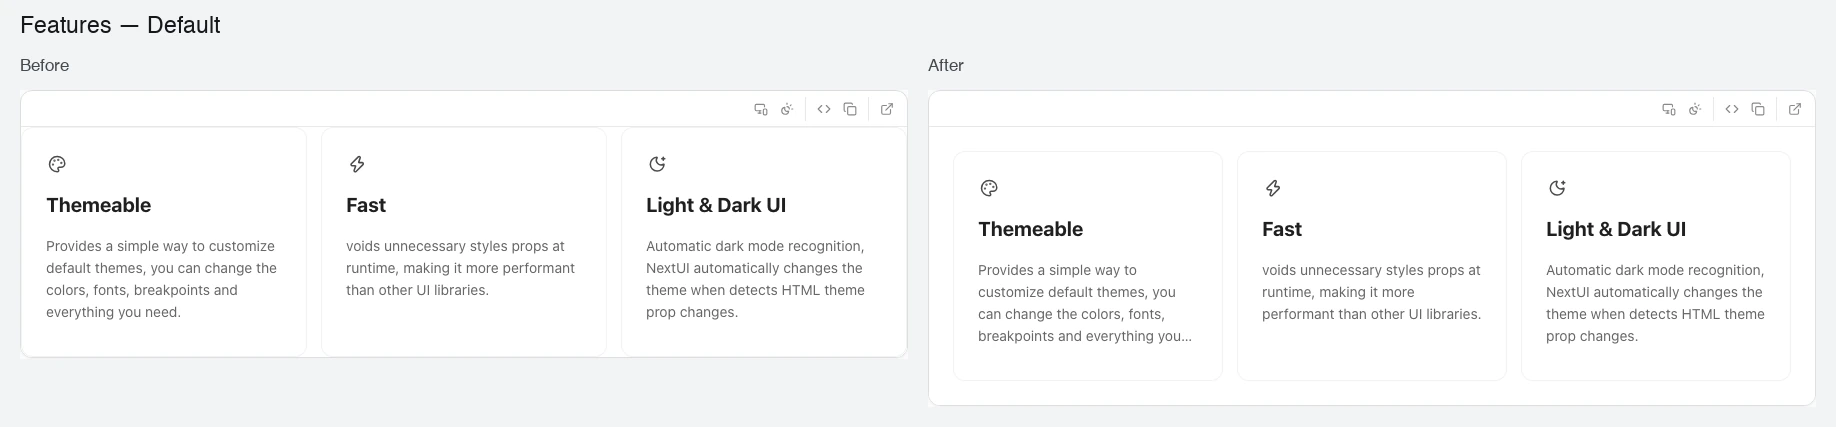 Features — Default
Before
Themeable
Provides a simple way to customize
default themes, you can change the
colors, fonts, breakpoints and
everything you need.
Fast
voids unnecessary styles props at
runtime, making it more performant
than other UI libraries.
Light & Dark UI
Automatic dark mode recognition,
NextUI automatically changes the
theme when detects HTML theme
prop changes.
After
Themeable
Provides a simple way to
customize default themes, you
can change the colors, fonts,
breakpoints and everything you...
Fast
voids unnecessary styles props at
runtime, making it more
performant than other UI libraries.
Light & Dark UI
Automatic dark mode recognition,
NextUI automatically changes the
theme when detects HTML theme
prop changes.